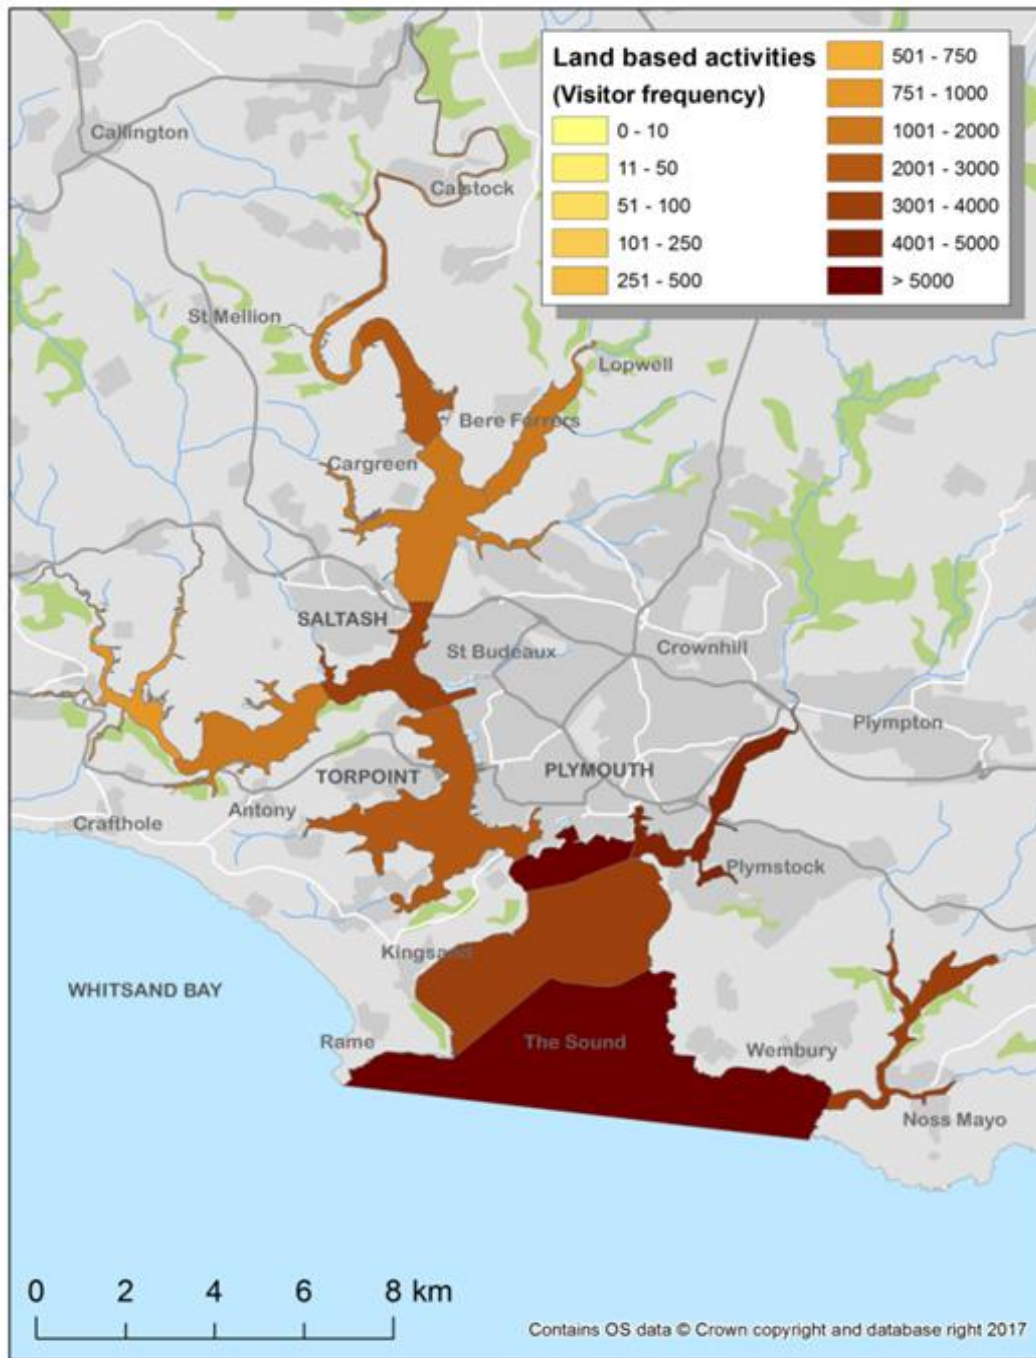 Land based activities
(Visitor frequency)
0 - 10
11 - 50
51 - 100
101 - 250
251 - 500
501 - 750
751 - 1000
1001 - 2000
2001 - 3000
3001 - 4000
4001 - 5000
> 5000
Callington
Calstock
St Mellion
Lopwell
Bere Ferrers
Cargreen
SALTASH
St Budeaux
Crownhill
Plympton
TORPOINT
PLYMOUTH
Antony
Crafthole
Plymstock
Kingsand
WHITSAND BAY
Rame
The Sound
Wembury
Noss Mayo
0 2 4 6 8 km
Contains OS data © Crown copyright and database right 2017